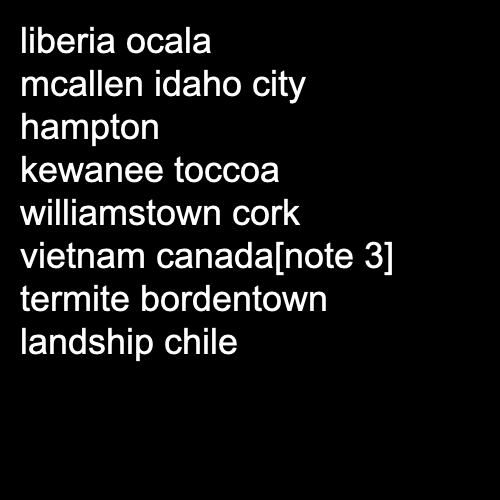 liberia ocala
mcallen idaho city
hampton
kewanee toccoa
williamstown cork
vietnam canada[note 3]
termite bordentown
landship chile